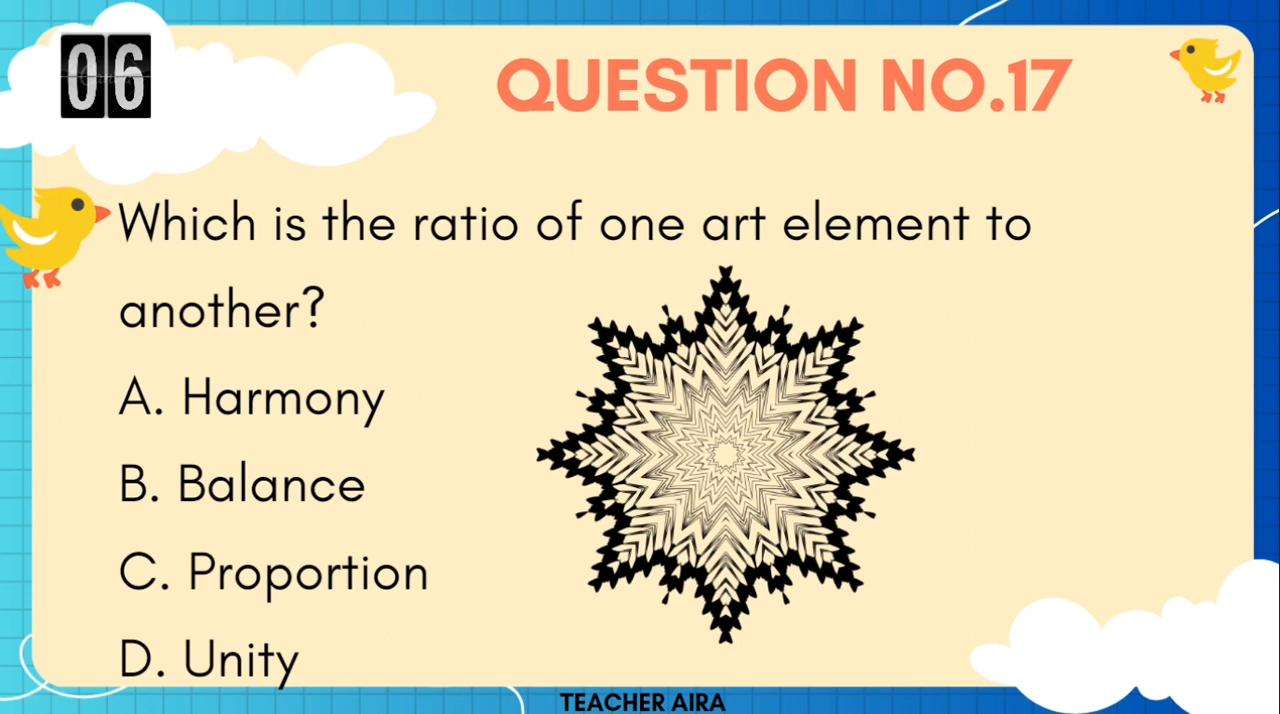 06
QUESTION NO.17
Which is the ratio of one art element to
another?
A. Harmony
B. Balance
C. Proportion
D. Unity
TEACHER AIRA